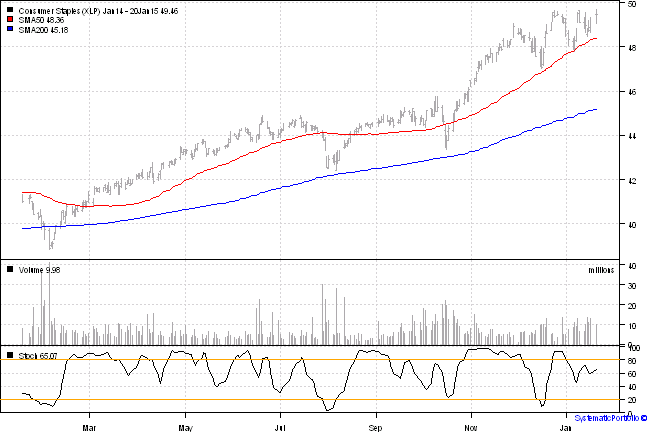 Consumer Staples (XLP) Jan14 - 20Jan15 49.46
SMA50 48.36
SMA200 45.18
50
48
46
44
42
40
Volume 9.98
millions
40
30
20
10
Stoch 65.07
80
60
40
20
0
Mar May Jul Sep Nov Jan
SystematicPortfolio ©